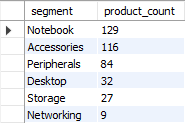 segment product_count
Notebook 129
Accessories 116
Peripherals 84
Desktop 32
Storage 27
Networking 9